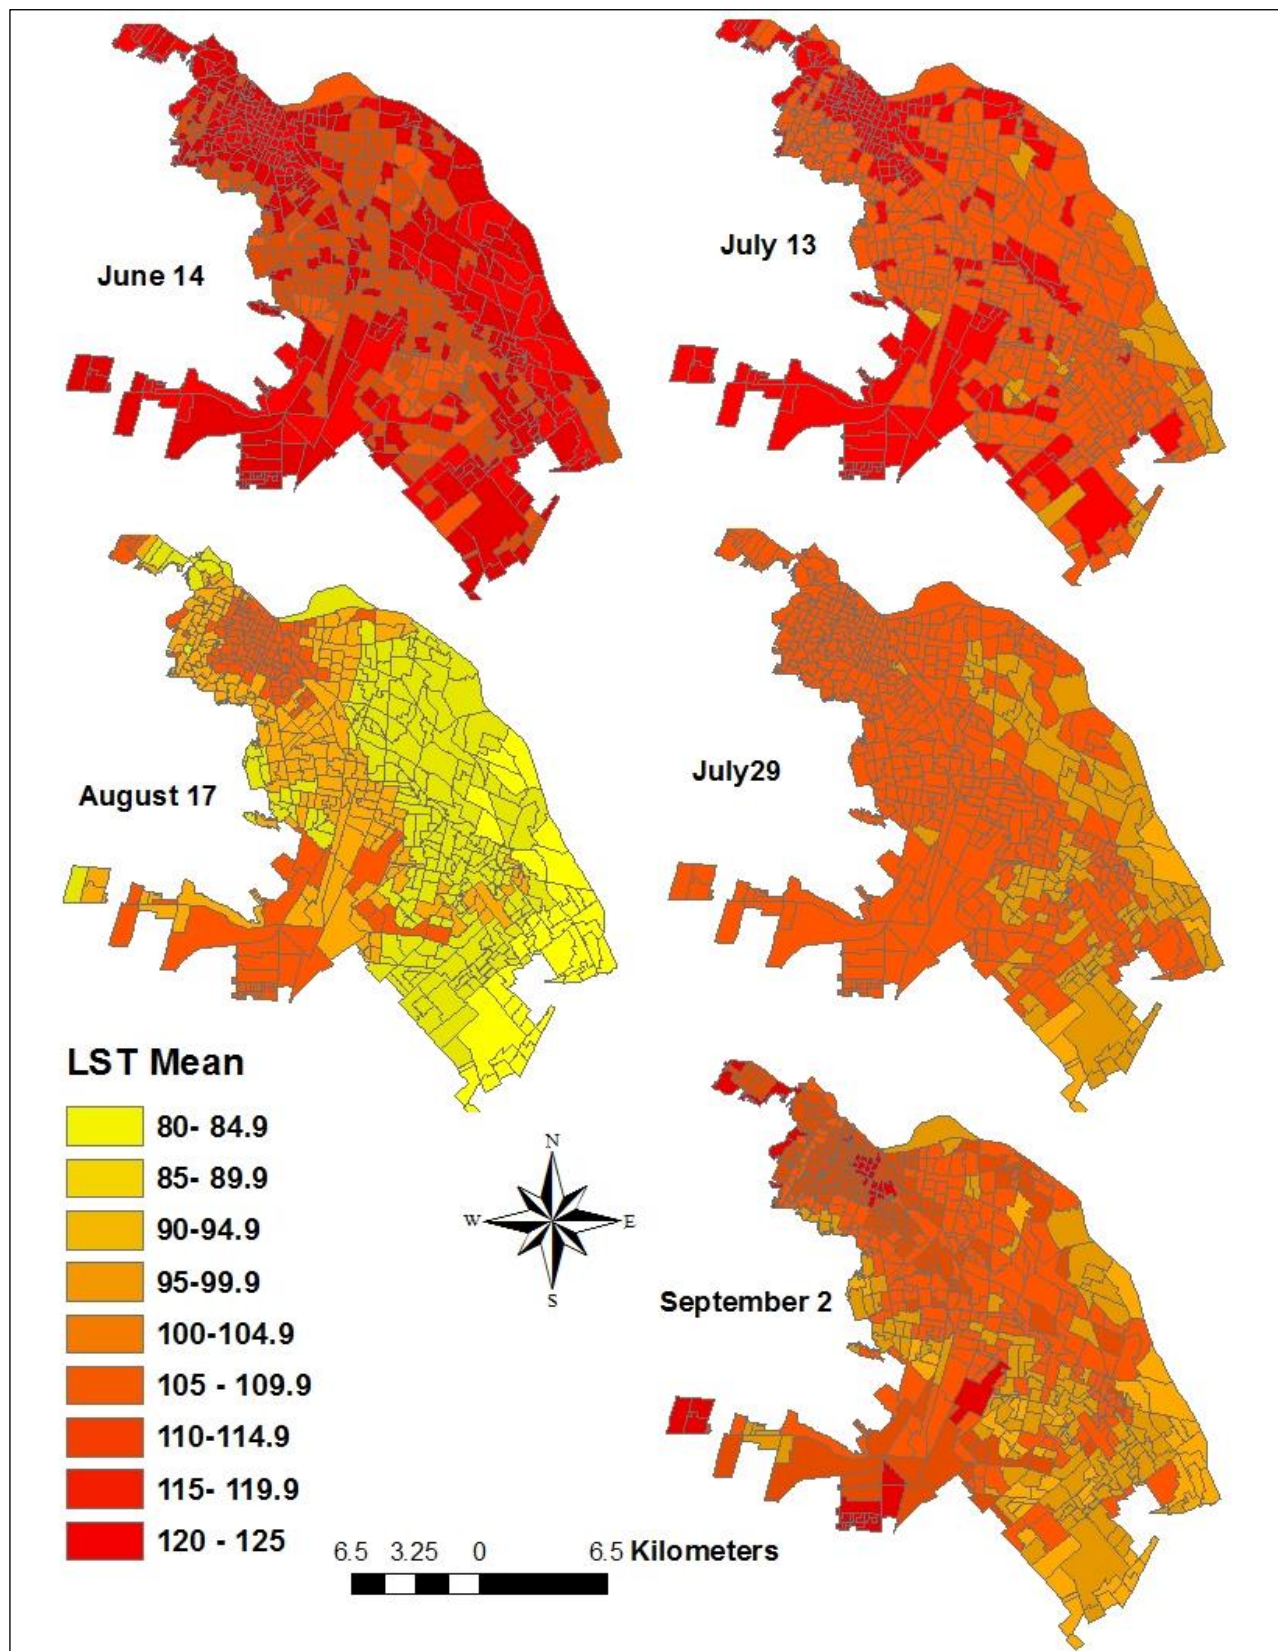 June 14
July 13
August 17
July29
LST Mean
80- 84.9
85- 89.9
90-94.9
95-99.9
100-104.9
105 - 109.9
110-114.9
115- 119.9
120 - 125
N
W
E
S
September 2
6.5 3.25 0 6.5 Kilometers